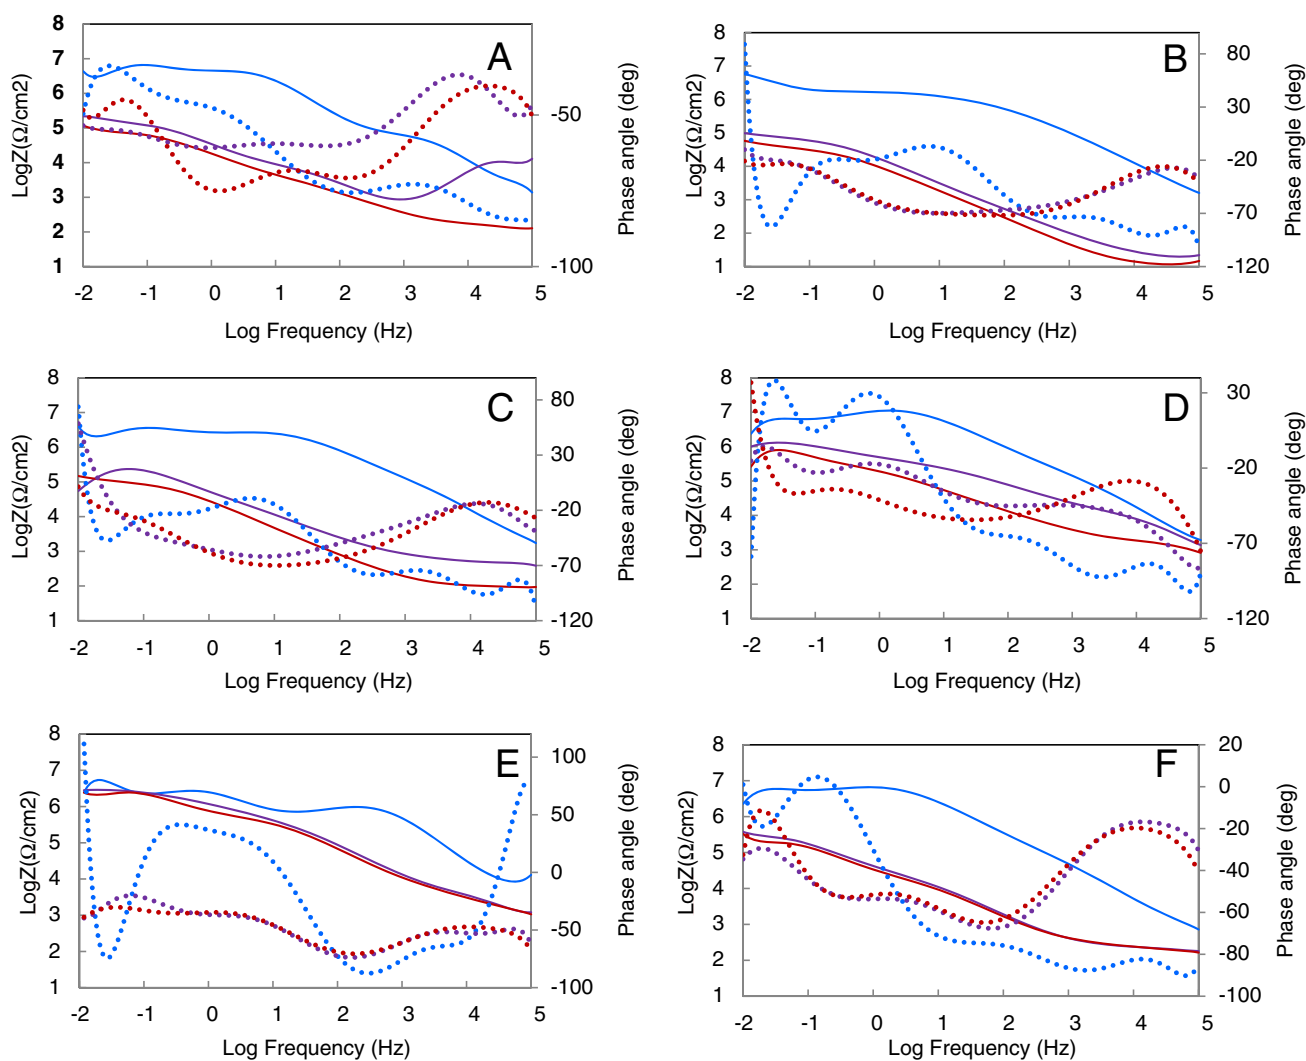 A
8
7
6
5
4
3
2
1
-50
-100
-2 -1 0 1 2 3 4 5
LogZ(Ω/cm2)
Phase angle (deg)
Log Frequency (Hz)
B
8
7
6
5
4
3
2
1
80
30
-20
-70
-120
-2 -1 0 1 2 3 4 5
LogZ(Ω/cm2)
Phase angle (deg)
Log Frequency (Hz)
C
8
7
6
5
4
3
2
1
80
30
-20
-70
-120
-2 -1 0 1 2 3 4 5
LogZ(Ω/cm2)
Phase angle (deg)
Log Frequency (Hz)
D
8
7
6
5
4
3
2
1
30
-20
-70
-120
-2 -1 0 1 2 3 4 5
LogZ(Ω/cm2)
Phase angle (deg)
Log Frequency (Hz)
E
8
7
6
5
4
3
2
1
100
50
0
-50
-100
-2 -1 0 1 2 3 4 5
LogZ(Ω/cm2)
Phase angle (deg)
Log Frequency (Hz)
F
8
7
6
5
4
3
2
1
20
0
-20
-40
-60
-80
-100
-2 -1 0 1 2 3 4 5
LogZ(Ω/cm2)
Phase angle (deg)
Log Frequency (Hz)